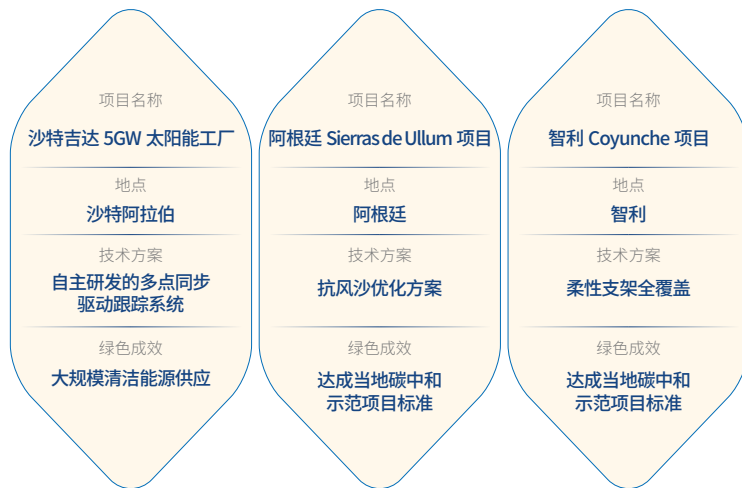 项目名称
沙特吉达 5GW 太阳能工厂
地点
沙特阿拉伯
技术方案
自主研发的多点同步
驱动跟踪系统
绿色成效
大规模清洁能源供应
项目名称
阿根廷 Sierras de Ullum 项目
地点
阿根廷
技术方案
抗风沙优化方案
绿色成效
达成当地碳中和
示范项目标准
项目名称
智利 Coyunche 项目
地点
智利
技术方案
柔性支架全覆盖
绿色成效
达成当地碳中和
示范项目标准